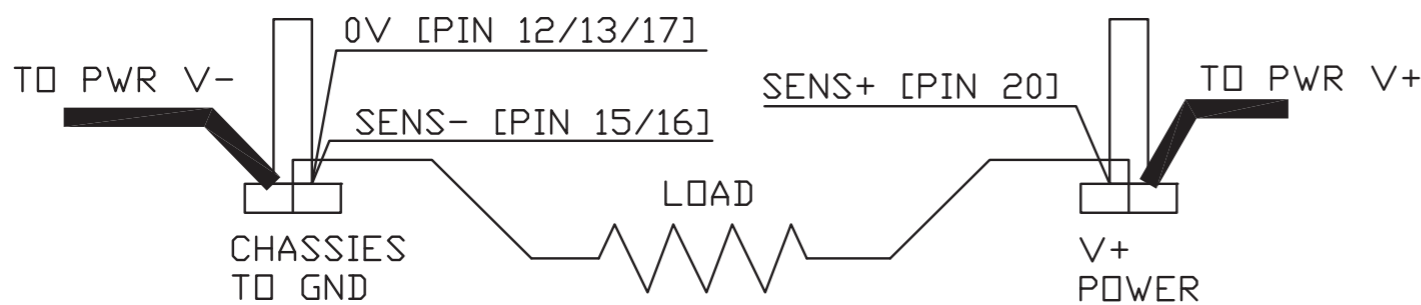 0V [PIN 12/13/17]
TO PWR V-
SENS- [PIN 15/16]
SENS+ [PIN 20]
TO PWR V+
LOAD
CHASSIES
TO GND
V+
POWER